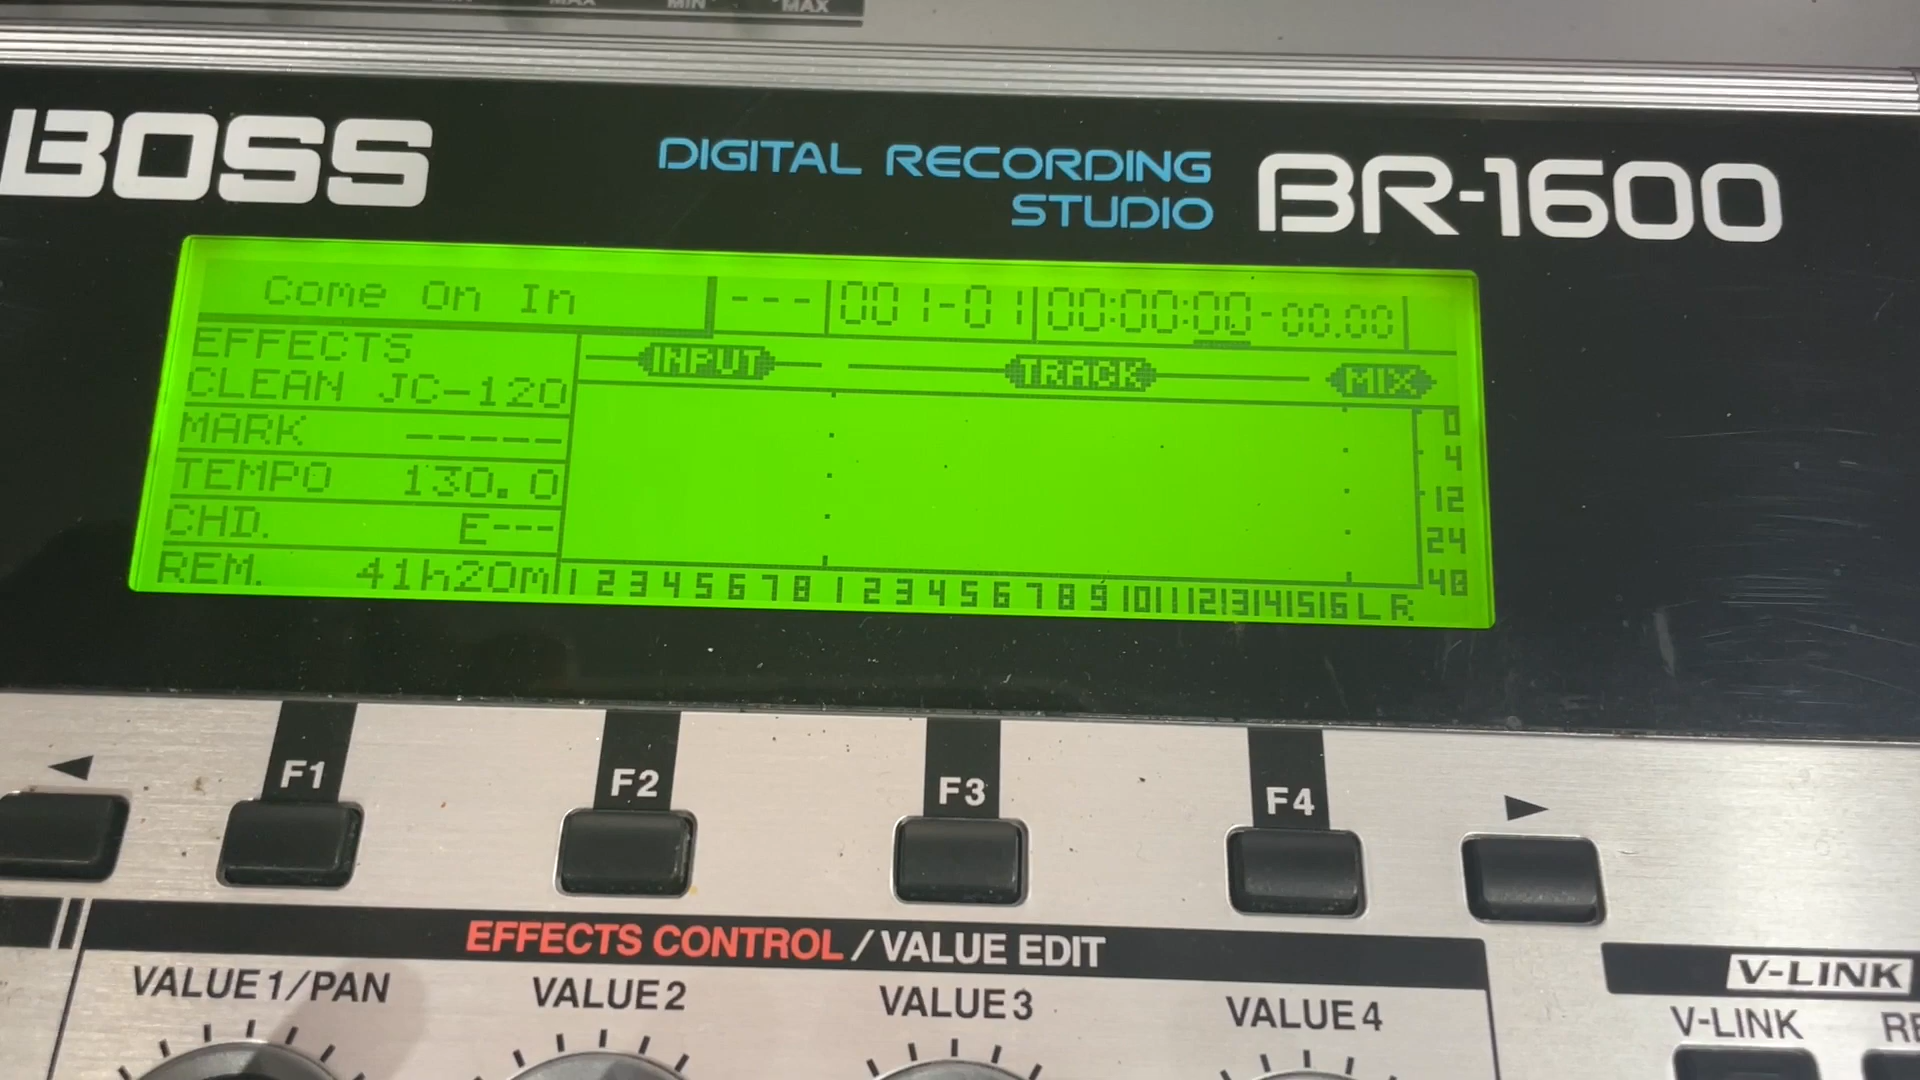 MAX MIN MAX
BOSS
DIGITAL RECORDING
STUDIO
BR-1600
Come On In --- 001-01 00:00:00-00.00
EFFECTS
CLEAN JC-120
MARK -----
TEMPO 130.0
CHD. E---
REM. 41h20m
INPUT TRACK MIX
0
4
12
24
40
1 2 3 4 5 6 7 8 1 2 3 4 5 6 7 8 9 10 11 12 13 14 15 16 L R
F1 F2 F3 F4
EFFECTS CONTROL / VALUE EDIT
VALUE 1/PAN VALUE 2 VALUE 3 VALUE 4
V-LINK
V-LINK